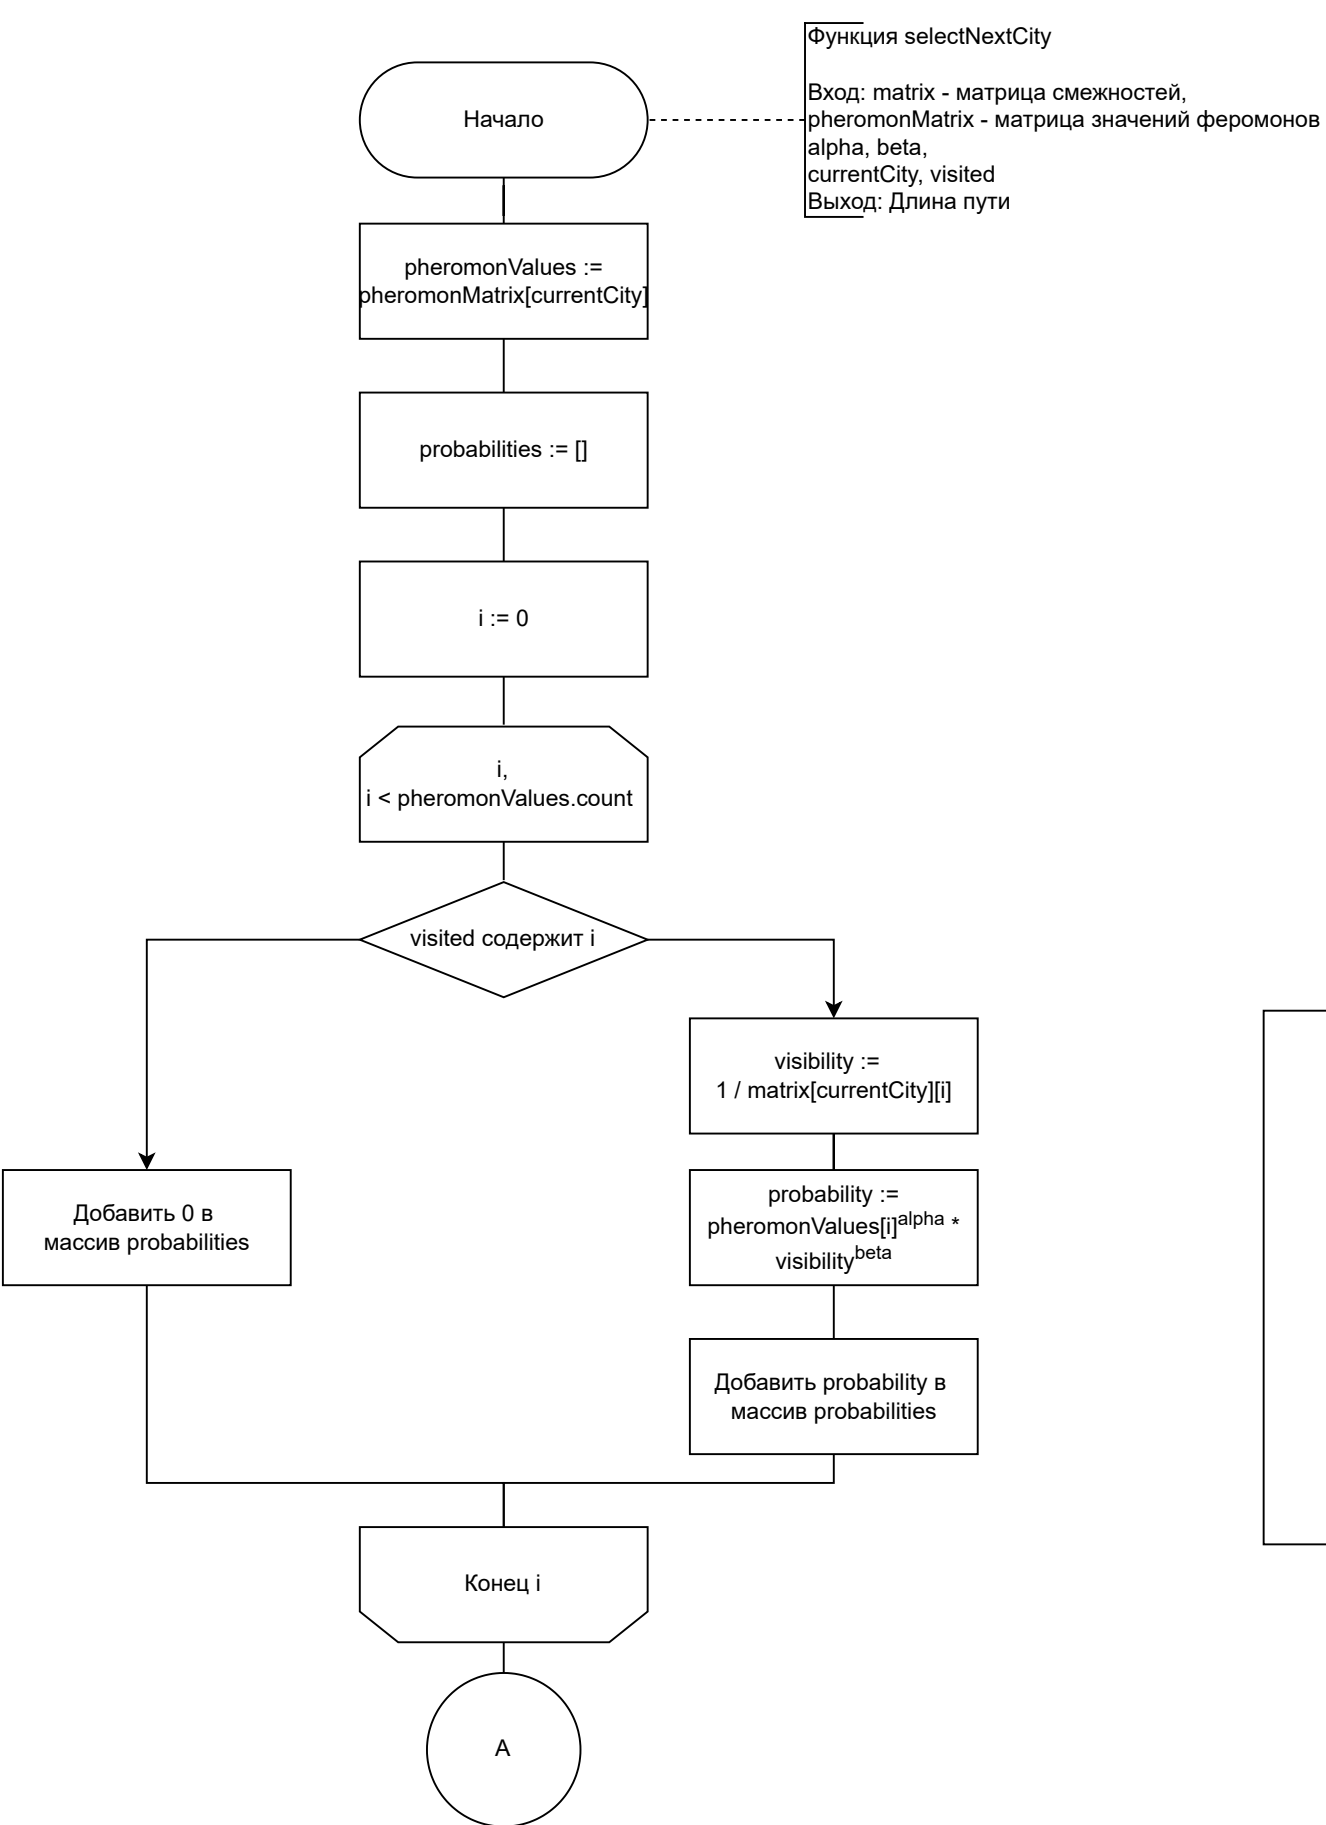 Начало
Функция selectNextCity
Вход: matrix - матрица смежностей,
pheromonMatrix - матрица значений феромонов
alpha, beta,
currentCity, visited
Выход: Длина пути
pheromonValues :=
pheromonMatrix[currentCity]
probabilities := []
i := 0
i,
i < pheromonValues.count
visited содержит i
visibility :=
1 / matrix[currentCity][i]
Добавить 0 в
массив probabilities
probability :=
pheromonValues[i]^alpha *
visibility^beta
Добавить probability в
массив probabilities
Конец i
A